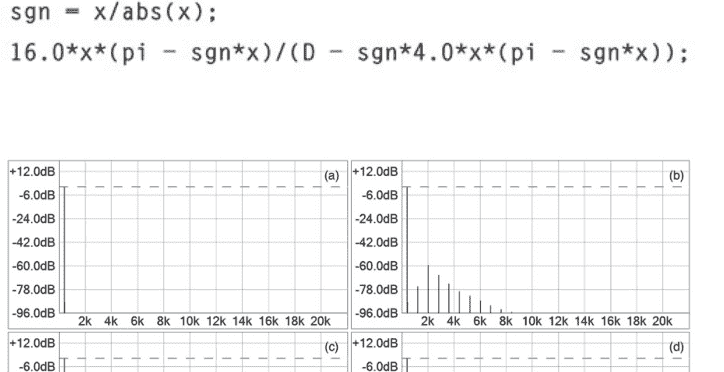 sgn = x/abs(x);
16.0*x*(pi − sgn*x)/(D − sgn*4.0*x*(pi − sgn*x));
+12.0dB
(a)
-6.0dB
-24.0dB
-42.0dB
-60.0dB
-78.0dB
-96.0dB
2k 4k 6k 8k 10k 12k 14k 16k 18k 20k
+12.0dB
(b)
-6.0dB
-24.0dB
-42.0dB
-60.0dB
-78.0dB
-96.0dB
2k 4k 6k 8k 10k 12k 14k 16k 18k 20k
+12.0dB
(c)
-6.0dB
+12.0dB
(d)
-6.0dB